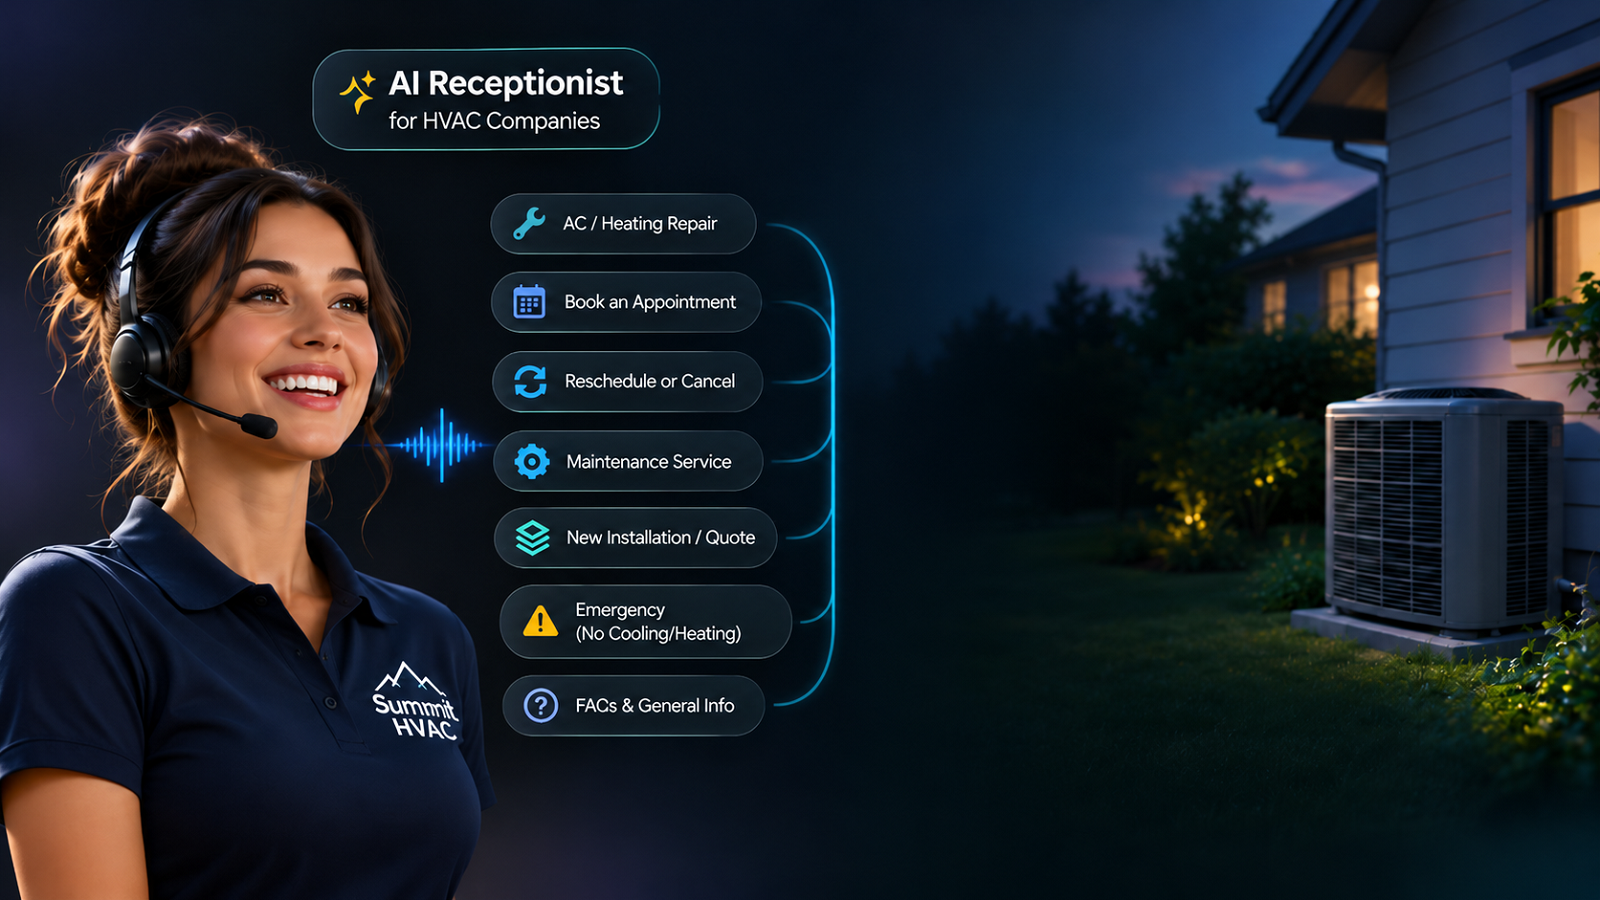 AI Receptionist
for HVAC Companies
AC / Heating Repair
Book an Appointment
Reschedule or Cancel
Maintenance Service
New Installation / Quote
Emergency
(No Cooling/Heating)
FAQs & General Info
Summit
HVAC